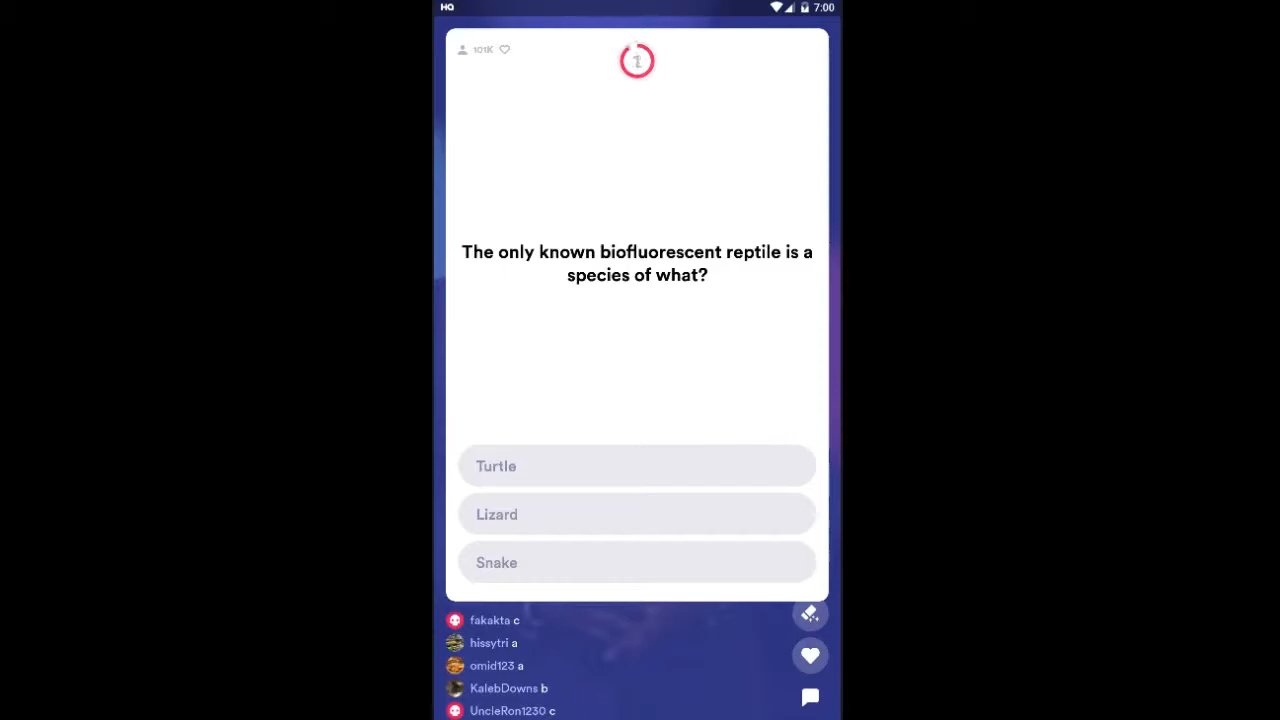 HQ 7:00
101K
The only known biofluorescent reptile is a
species of what?
Turtle
Lizard
Snake
fakakta c
hissytri a
omid123 a
KalebDowns b
UncleRon1230 c